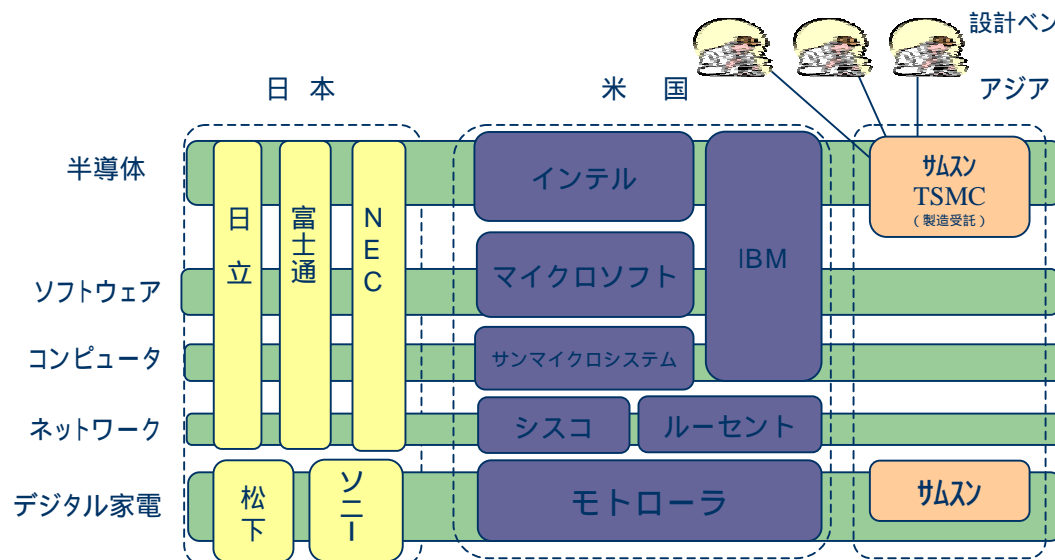 設計ベン
日本
米国
アジア
半導体
ソフトウェア
コンピュータ
ネットワーク
デジタル家電
日立
富士通
NEC
松下
ソニー
インテル
マイクロソフト
サンマイクロシステム
IBM
シスコ
ルーセント
モトローラ
サムスン
TSMC
(製造受託)
サムスン